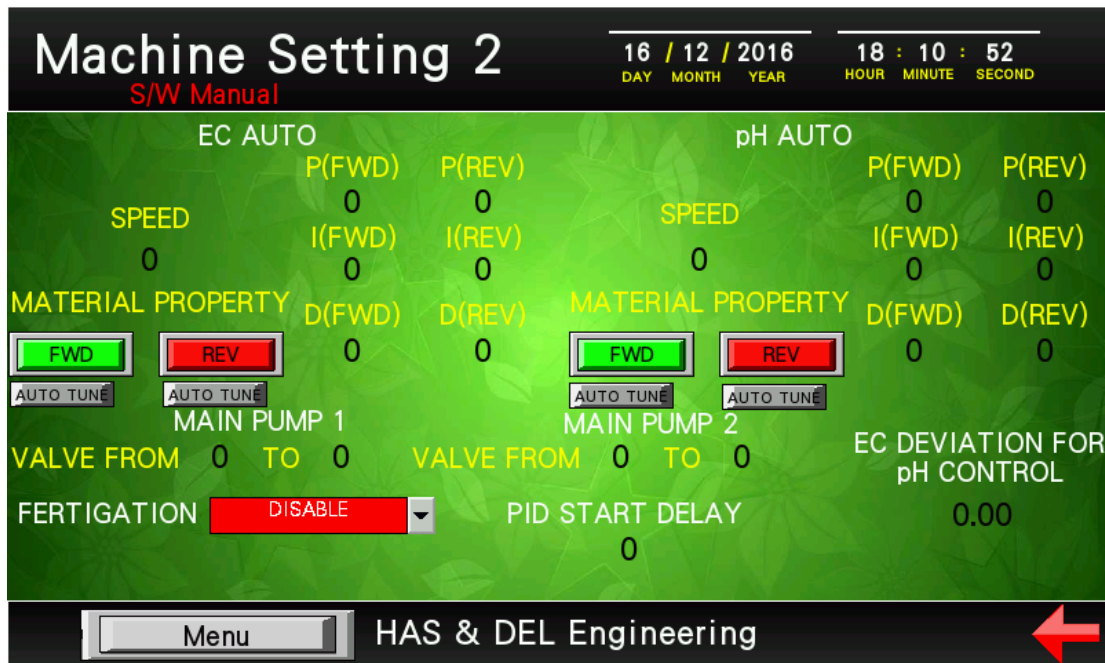 Machine Setting 2
S/W Manual
16 / 12 / 2016
DAY MONTH YEAR
18 : 10 : 52
HOUR MINUTE SECOND
EC AUTO
P(FWD) P(REV)
0 0
SPEED
0
I(FWD) I(REV)
0 0
MATERIAL PROPERTY
D(FWD) D(REV)
0 0
FWD REV
AUTO TUNE AUTO TUNE
pH AUTO
P(FWD) P(REV)
0 0
SPEED
0
I(FWD) I(REV)
0 0
MATERIAL PROPERTY
D(FWD) D(REV)
0 0
FWD REV
AUTO TUNE AUTO TUNE
MAIN PUMP 1
VALVE FROM 0 TO 0
MAIN PUMP 2
VALVE FROM 0 TO 0
EC DEVIATION FOR
pH CONTROL
0.00
FERTIGATION DISABLE
PID START DELAY
0
Menu
HAS & DEL Engineering